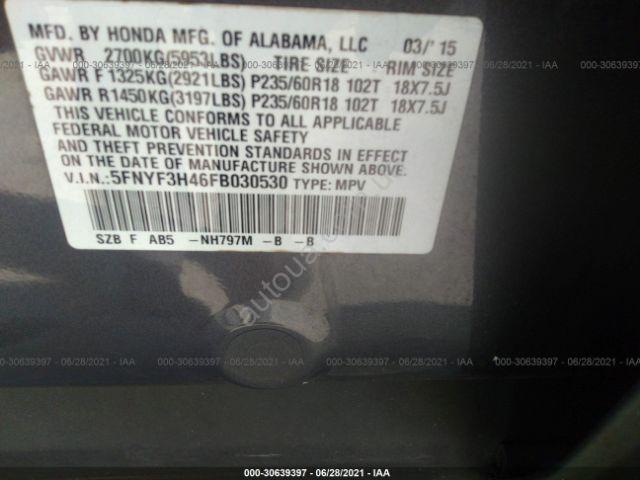 MFD. BY HONDA MFG. OF ALABAMA, LLC 03/'15
GVWR 2700KG(5952LBS) TIRE SIZE RIM SIZE
GAWR F 1325KG(2921LBS) P235/60R18 102T 18X7.5J
GAWR R1450KG(3197LBS) P235/60R18 102T 18X7.5J
THIS VEHICLE CONFORMS TO ALL APPLICABLE
FEDERAL MOTOR VEHICLE SAFETY
AND THEFT PREVENTION STANDARDS IN EFFECT
ON THE DATE OF MANUFACTURE SHOWN ABOVE.
V.I.N.:5FNYF3H46FB030530 TYPE: MPV
SZB F AB5 -NH797M -B -B
000-30639397 · 06/28/2021 - IAA